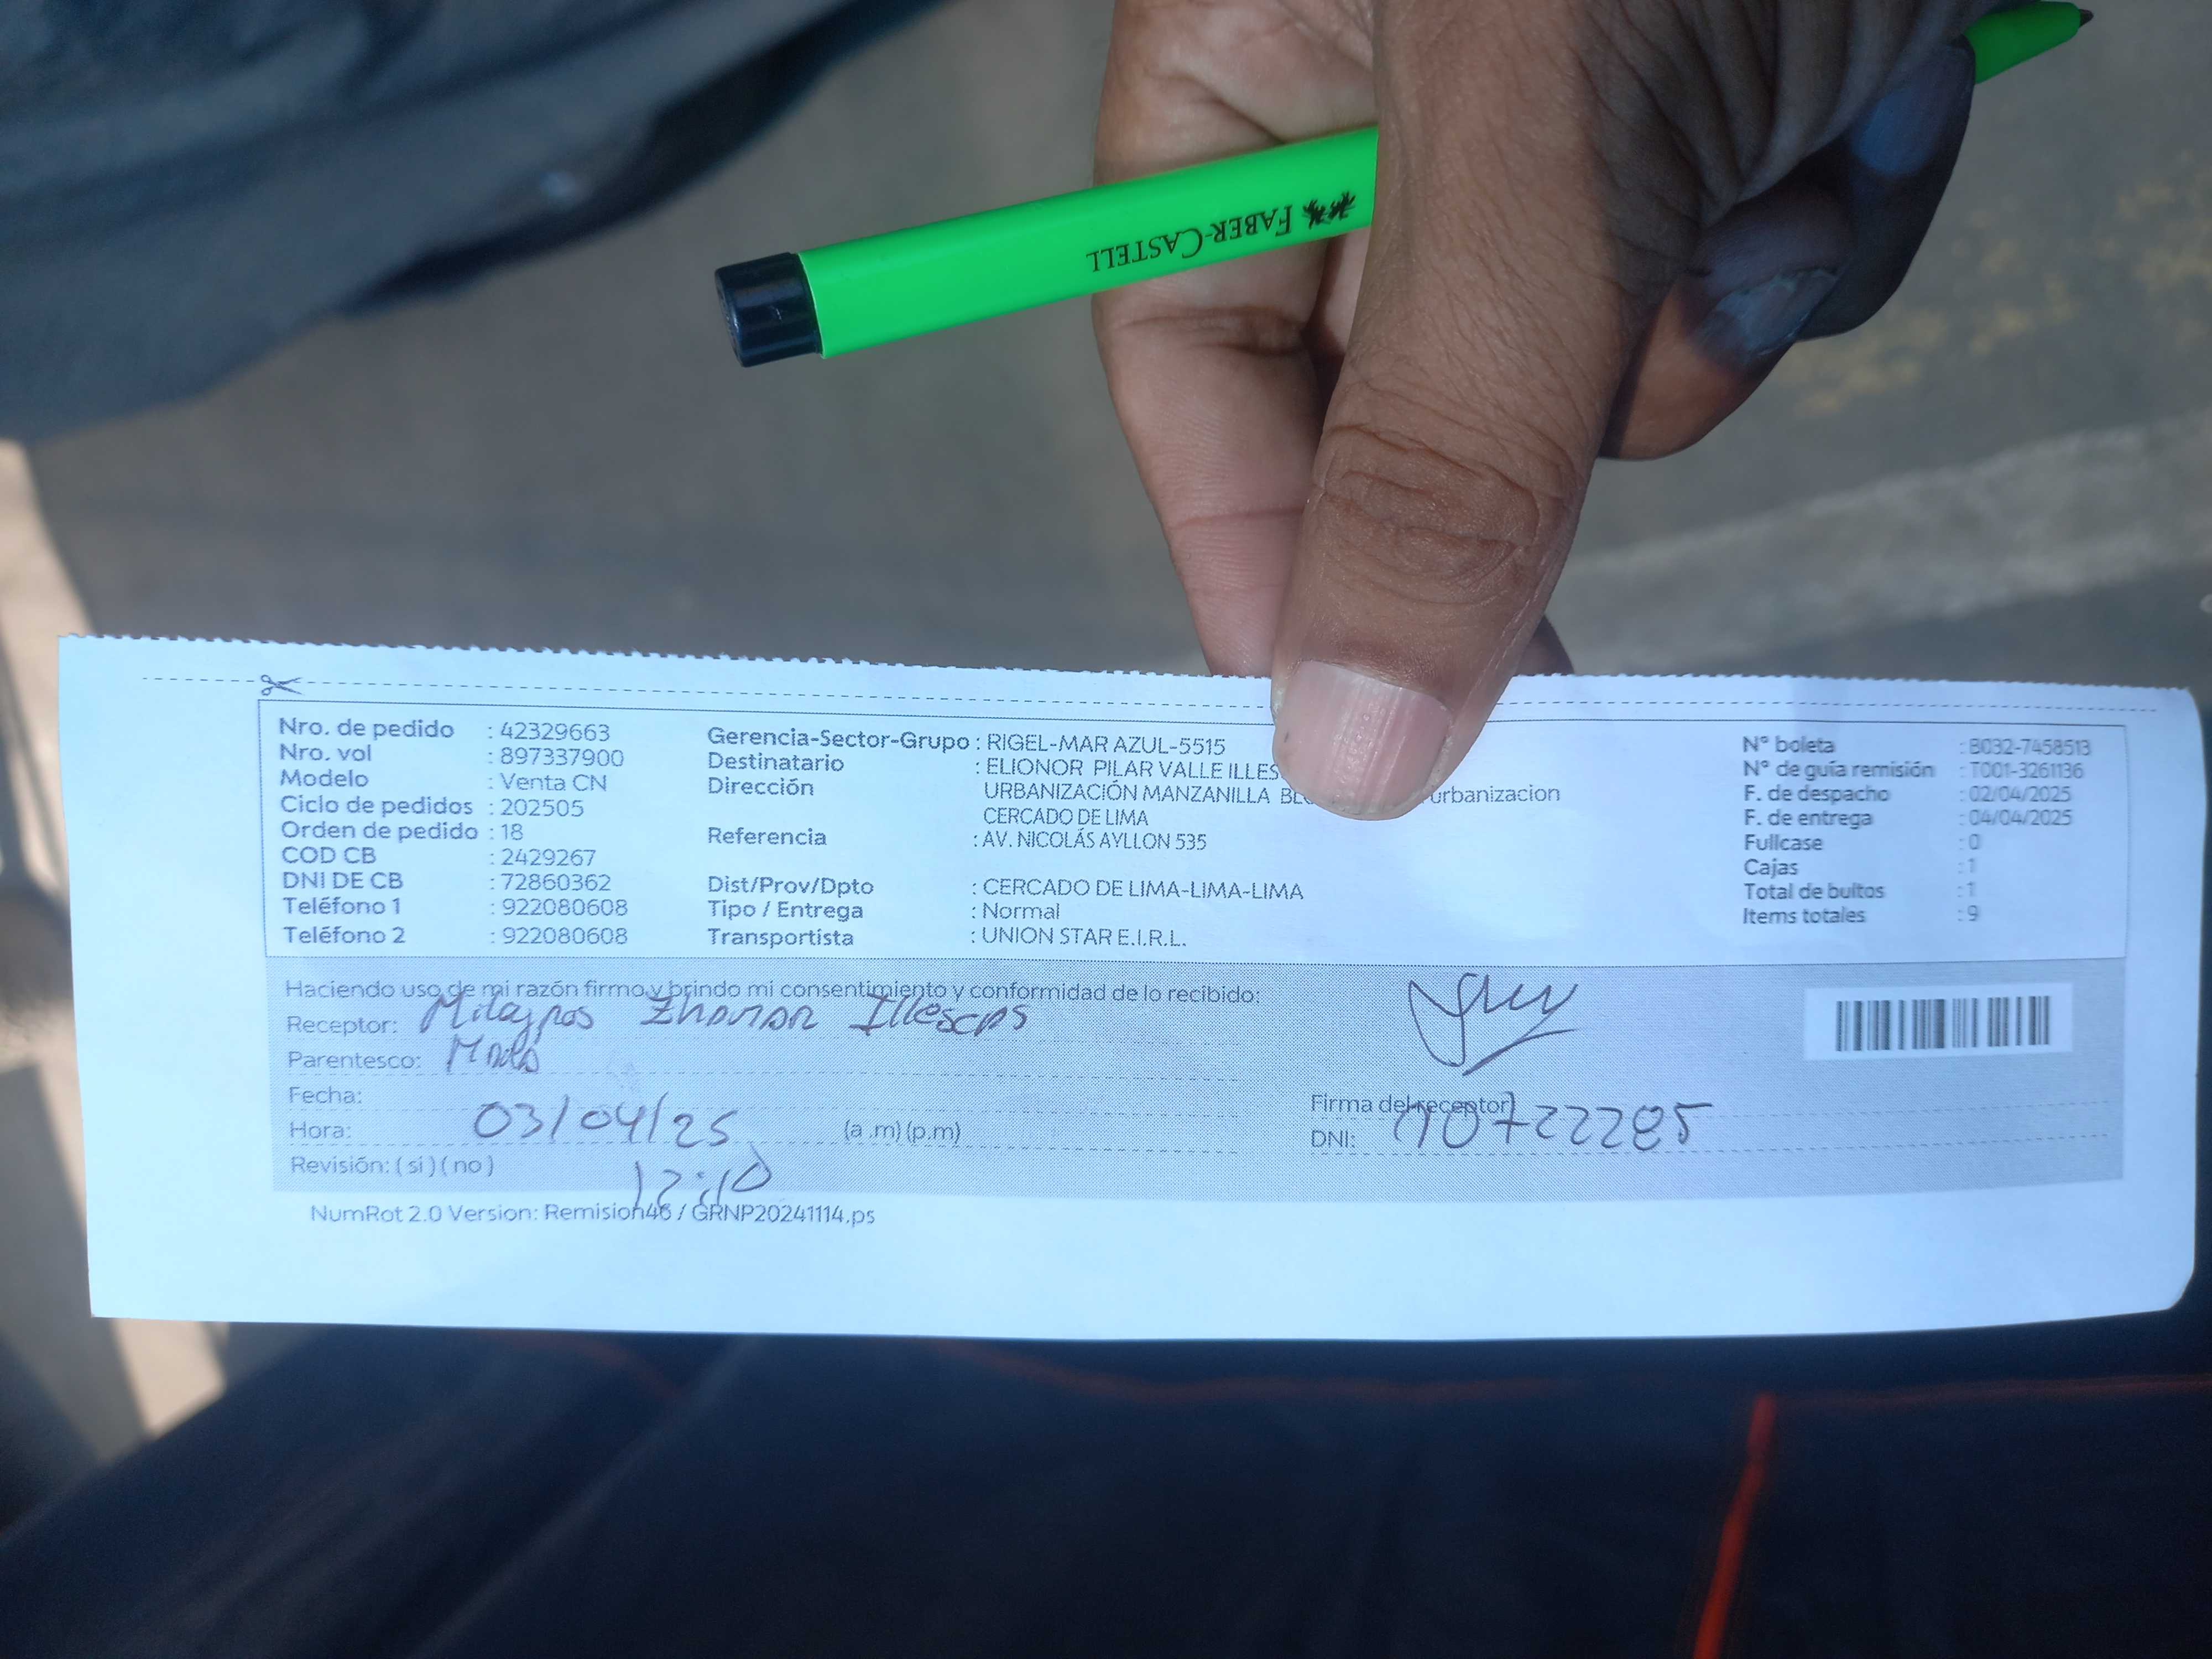 FABER-CASTELL
Nro. de pedido : 42329663
Nro. vol : 897337900
Modelo : Venta CN
Ciclo de pedidos : 202505
Orden de pedido : 18
COD CB : 2429267
DNI DE CB : 72860362
Teléfono 1 : 922080608
Teléfono 2 : 922080608
Gerencia-Sector-Grupo : RIGEL-MAR AZUL-5515
Destinatario : ELIONOR PILAR VALLE ILLES
Dirección URBANIZACIÓN MANZANILLA urbanizacion
CERCADO DE LIMA
Referencia : AV. NICOLÁS AYLLON 535
Dist/Prov/Dpto : CERCADO DE LIMA-LIMA-LIMA
Tipo / Entrega : Normal
Transportista : UNION STAR E.I.R.L.
N° boleta : B032-7458513
N° de guía remisión : T001-3261136
F. de despacho : 02/04/2025
F. de entrega : 04/04/2025
Fullcase : 0
Cajas : 1
Total de bultos : 1
Items totales : 9
Haciendo uso de mi razón firmo y brindo mi consentimiento y conformidad de lo recibido:
Receptor: Milagros Illescas
Parentesco:
Fecha: 03/04/25
Hora: 12:10 (a .m) (p.m)
Revisión: ( si ) ( no )
Firma del receptor
DNI: 10722285
NumRot 2.0 Version: Remision46 / GRNP20241114.ps